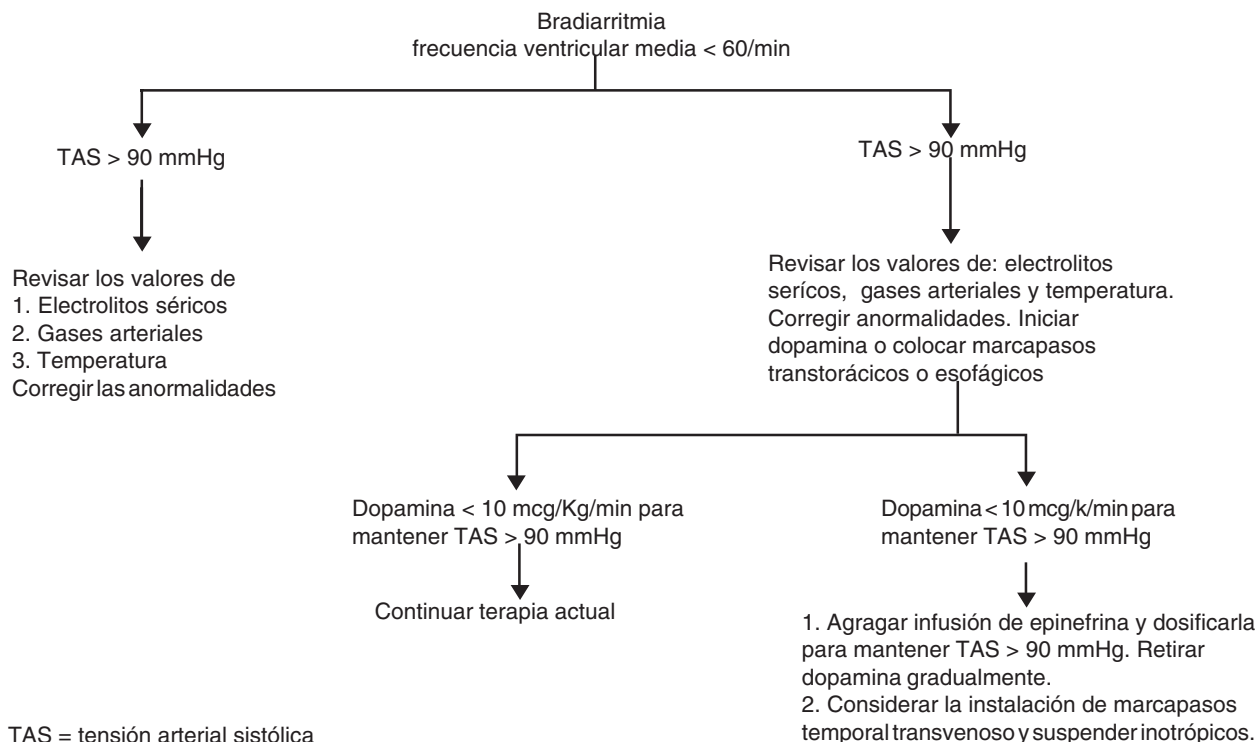 Bradiarritmia
frecuencia ventricular media < 60/min
TAS > 90 mmHg
TAS > 90 mmHg
Revisar los valores de
1. Electrolitos séricos
2. Gases arteriales
3. Temperatura
Corregir las anormalidades
Revisar los valores de: electrolitos
serícos, gases arteriales y temperatura.
Corregir anormalidades. Iniciar
dopamina o colocar marcapasos
transtorácicos o esofágicos
Dopamina < 10 mcg/Kg/min para
mantener TAS > 90 mmHg
Continuar terapia actual
Dopamina < 10 mcg/k/min para
mantener TAS > 90 mmHg
1. Agragar infusión de epinefrina y dosificarla
para mantener TAS > 90 mmHg. Retirar
dopamina gradualmente.
2. Considerar la instalación de marcapasos
temporal transvenoso y suspender inotrópicos.
TAS = tensión arterial sistólica